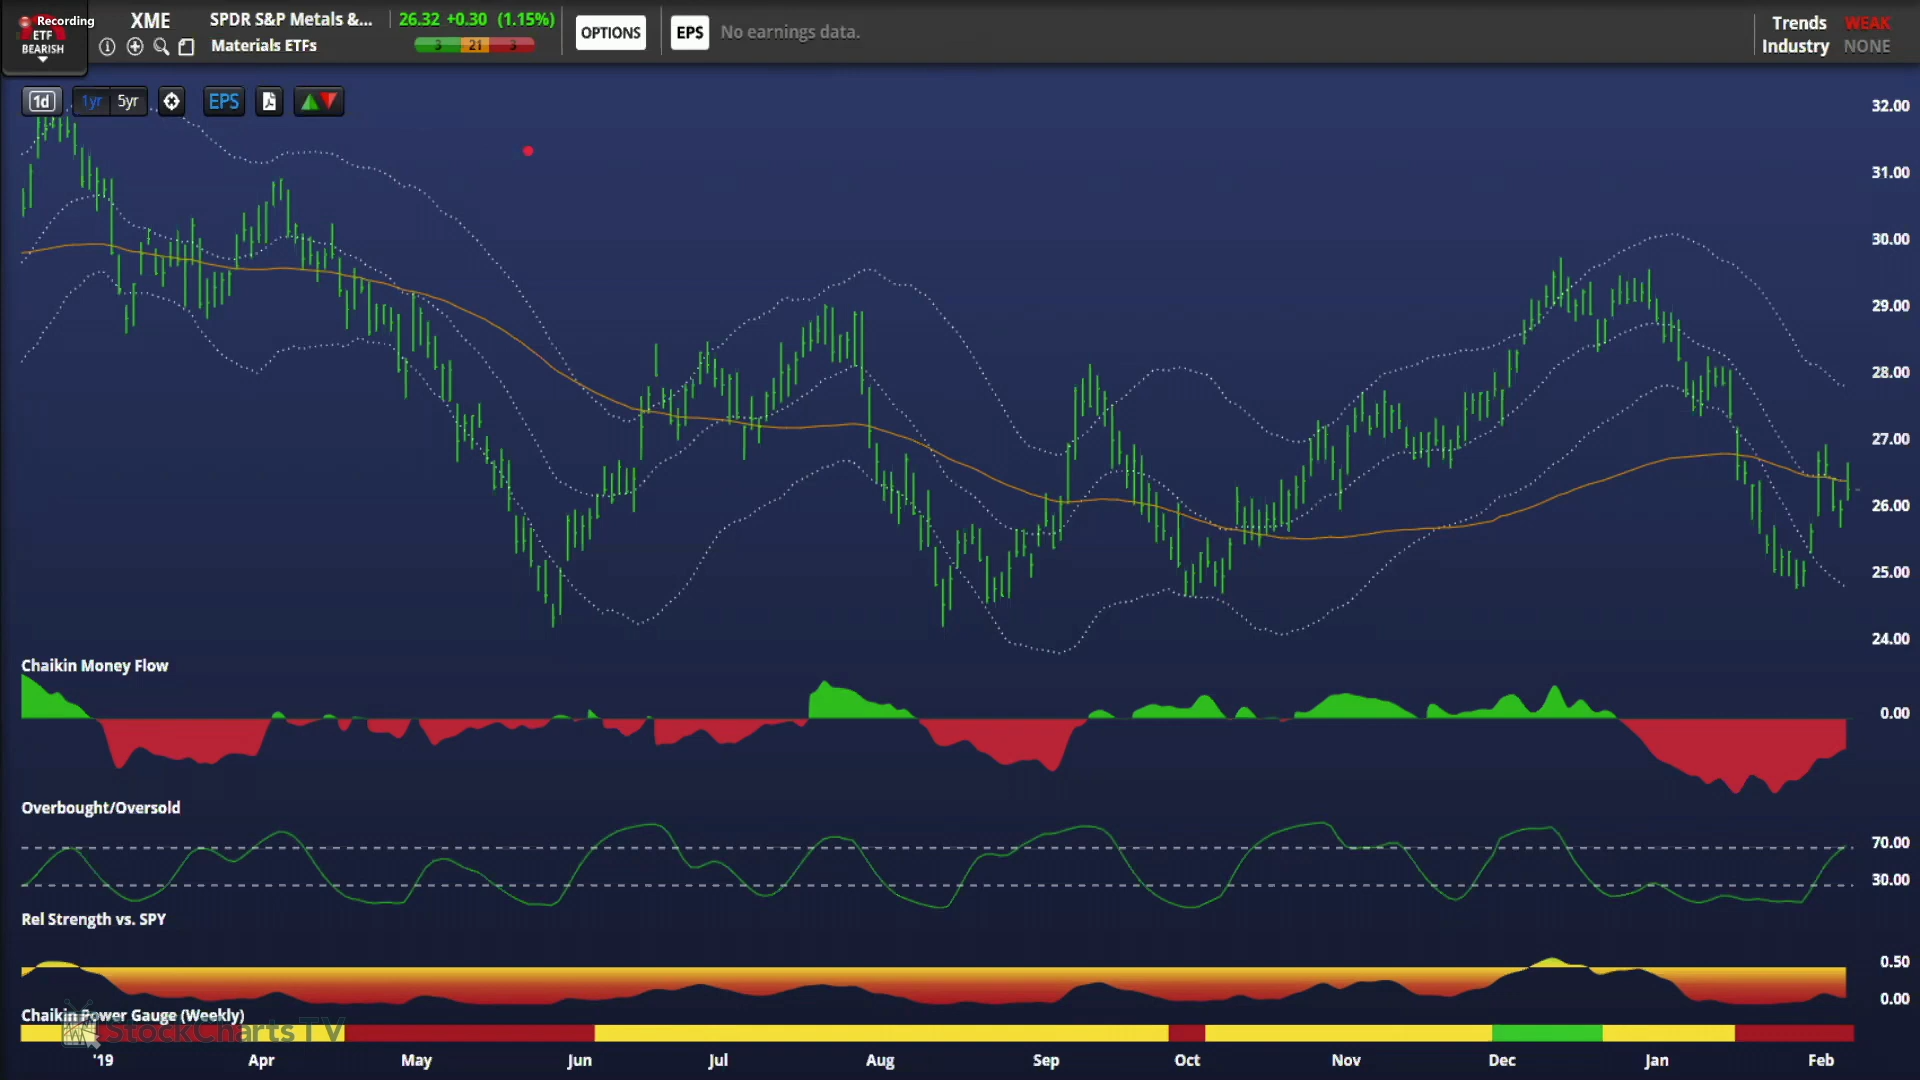 Recording
ETF
BEARISH
XME
SPDR S&P Metals &...
26.32 +0.30 (1.15%)
Materials ETFs
3 21 3
OPTIONS
EPS
No earnings data.
Trends WEAK
Industry NONE
1d
1yr 5yr
EPS
32.00
31.00
30.00
29.00
28.00
27.00
26.00
25.00
24.00
Chaikin Money Flow
0.00
Overbought/Oversold
70.00
30.00
Rel Strength vs. SPY
0.50
0.00
Chaikin Power Gauge (Weekly)
StockCharts TV
'19 Apr May Jun Jul Aug Sep Oct Nov Dec Jan Feb